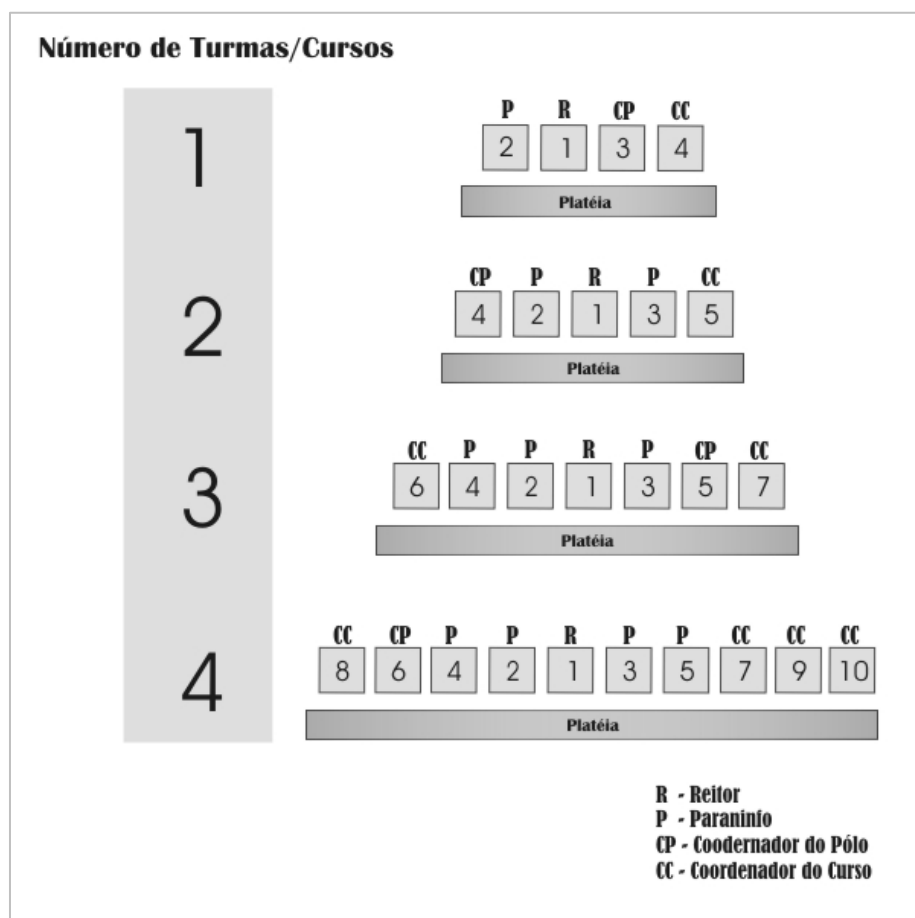 Número de Turmas/Cursos
1
P R CP CC
2 1 3 4
Platéia
2
CP P R P CC
4 2 1 3 5
Platéia
3
CC P P R P CP CC
6 4 2 1 3 5 7
Platéia
4
CC CP P P R P P CC CC CC
8 6 4 2 1 3 5 7 9 10
Platéia
R - Reitor
P - Paraninfo
CP - Coodernador do Pólo
CC - Coordenador do Curso